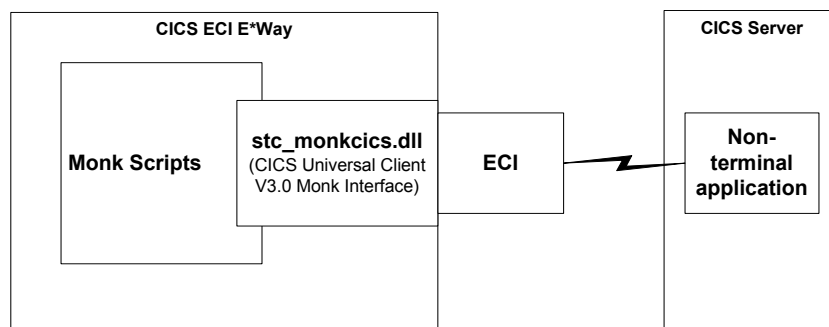 CICS ECI E*Way
CICS Server
Monk Scripts
stc_monkcics.dll
(CICS Universal Client
V3.0 Monk Interface)
ECI
Non-
terminal
application